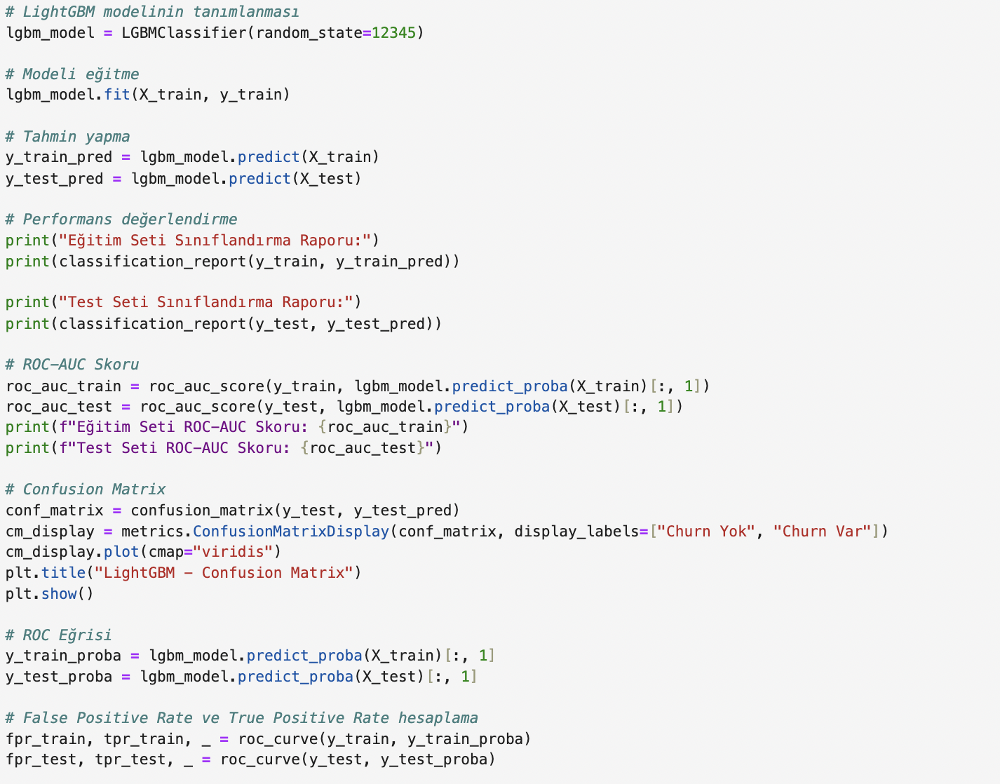 # LightGBM modelinin tanımlanması
lgbm_model = LGBMClassifier(random_state=12345)
# Modeli eğitme
lgbm_model.fit(X_train, y_train)
# Tahmin yapma
y_train_pred = lgbm_model.predict(X_train)
y_test_pred = lgbm_model.predict(X_test)
# Performans değerlendirme
print("Eğitim Seti Sınıflandırma Raporu:")
print(classification_report(y_train, y_train_pred))
print("Test Seti Sınıflandırma Raporu:")
print(classification_report(y_test, y_test_pred))
# ROC-AUC Skoru
roc_auc_train = roc_auc_score(y_train, lgbm_model.predict_proba(X_train)[:, 1])
roc_auc_test = roc_auc_score(y_test, lgbm_model.predict_proba(X_test)[:, 1])
print(f"Eğitim Seti ROC-AUC Skoru: {roc_auc_train}")
print(f"Test Seti ROC-AUC Skoru: {roc_auc_test}")
# Confusion Matrix
conf_matrix = confusion_matrix(y_test, y_test_pred)
cm_display = metrics.ConfusionMatrixDisplay(conf_matrix, display_labels=["Churn Yok", "Churn Var"])
cm_display.plot(cmap="viridis")
plt.title("LightGBM - Confusion Matrix")
plt.show()
# ROC Eğrisi
y_train_proba = lgbm_model.predict_proba(X_train)[:, 1]
y_test_proba = lgbm_model.predict_proba(X_test)[:, 1]
# False Positive Rate ve True Positive Rate hesaplama
fpr_train, tpr_train, _ = roc_curve(y_train, y_train_proba)
fpr_test, tpr_test, _ = roc_curve(y_test, y_test_proba)